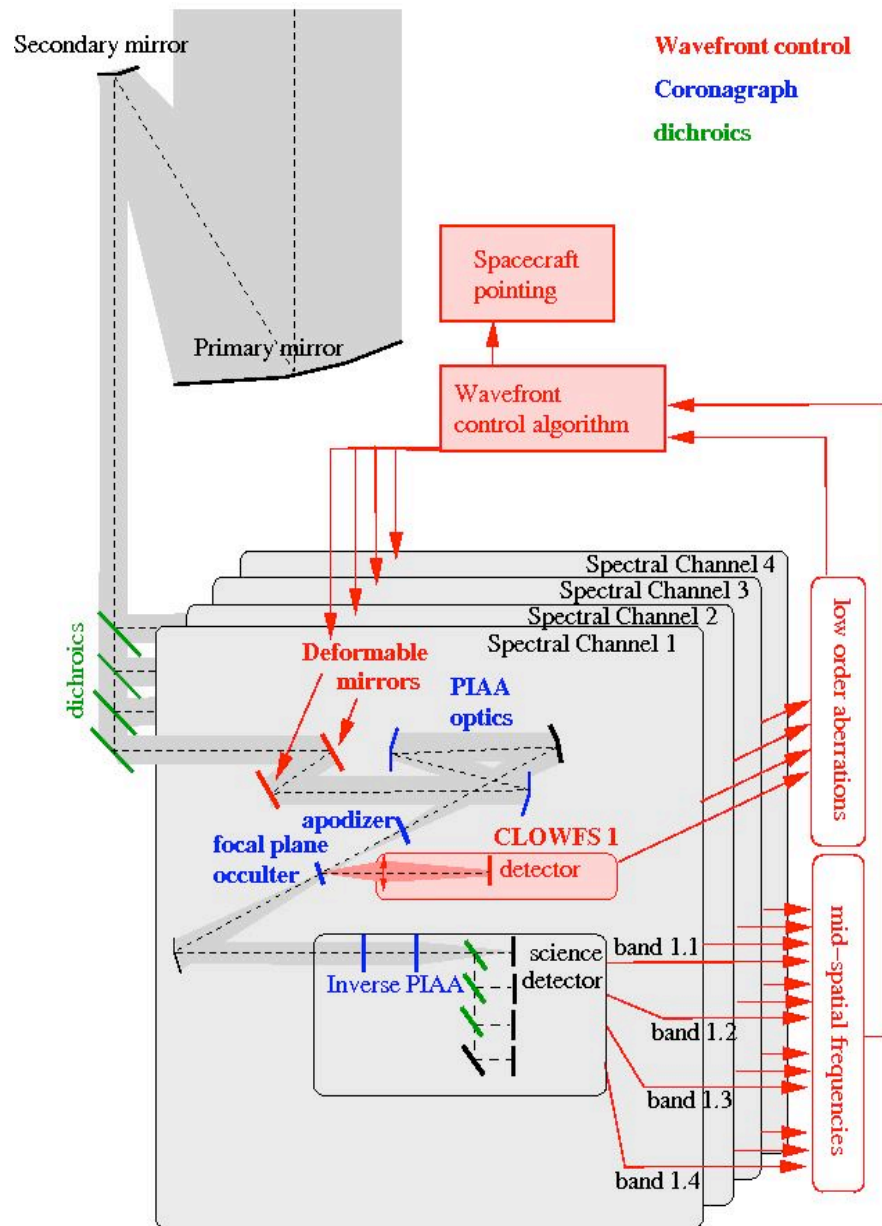 Secondary mirror
Wavefront control
Coronagraph
dichroics
Spacecraft
pointing
Primary mirror
Wavefront
control algorithm
Spectral Channel 4
Spectral Channel 3
Spectral Channel 2
Spectral Channel 1
dichroics
Deformable
mirrors
PIAA
optics
low order aberrations
apodizer
focal plane
occulter
CLOWFS 1
detector
science
detector
Inverse PIAA
band 1.1
band 1.2
band 1.3
band 1.4
mid-spatial frequencies